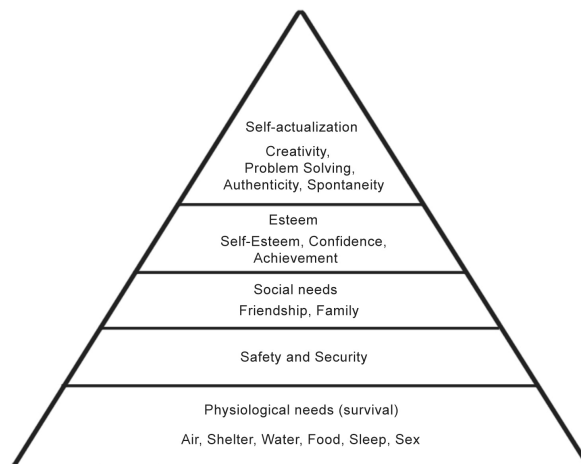 Self-actualization
Creativity,
Problem Solving,
Authenticity, Spontaneity
Esteem
Self-Esteem, Confidence,
Achievement
Social needs
Friendship, Family
Safety and Security
Physiological needs (survival)
Air, Shelter, Water, Food, Sleep, Sex